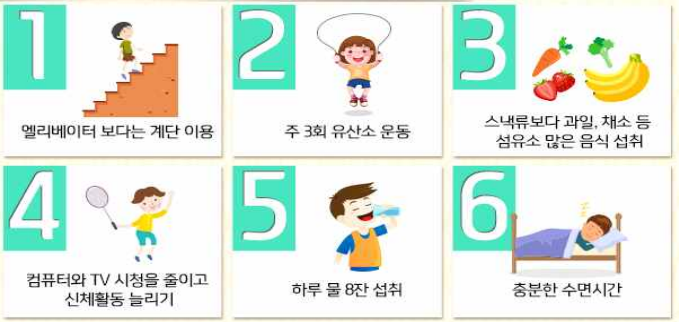 1
엘리베이터 보다는 계단 이용
2
주 3회 유산소 운동
3
스낵류보다 과일, 채소 등
섬유소 많은 음식 섭취
4
컴퓨터와 TV 시청을 줄이고
신체활동 늘리기
5
하루 물 8잔 섭취
6
충분한 수면시간